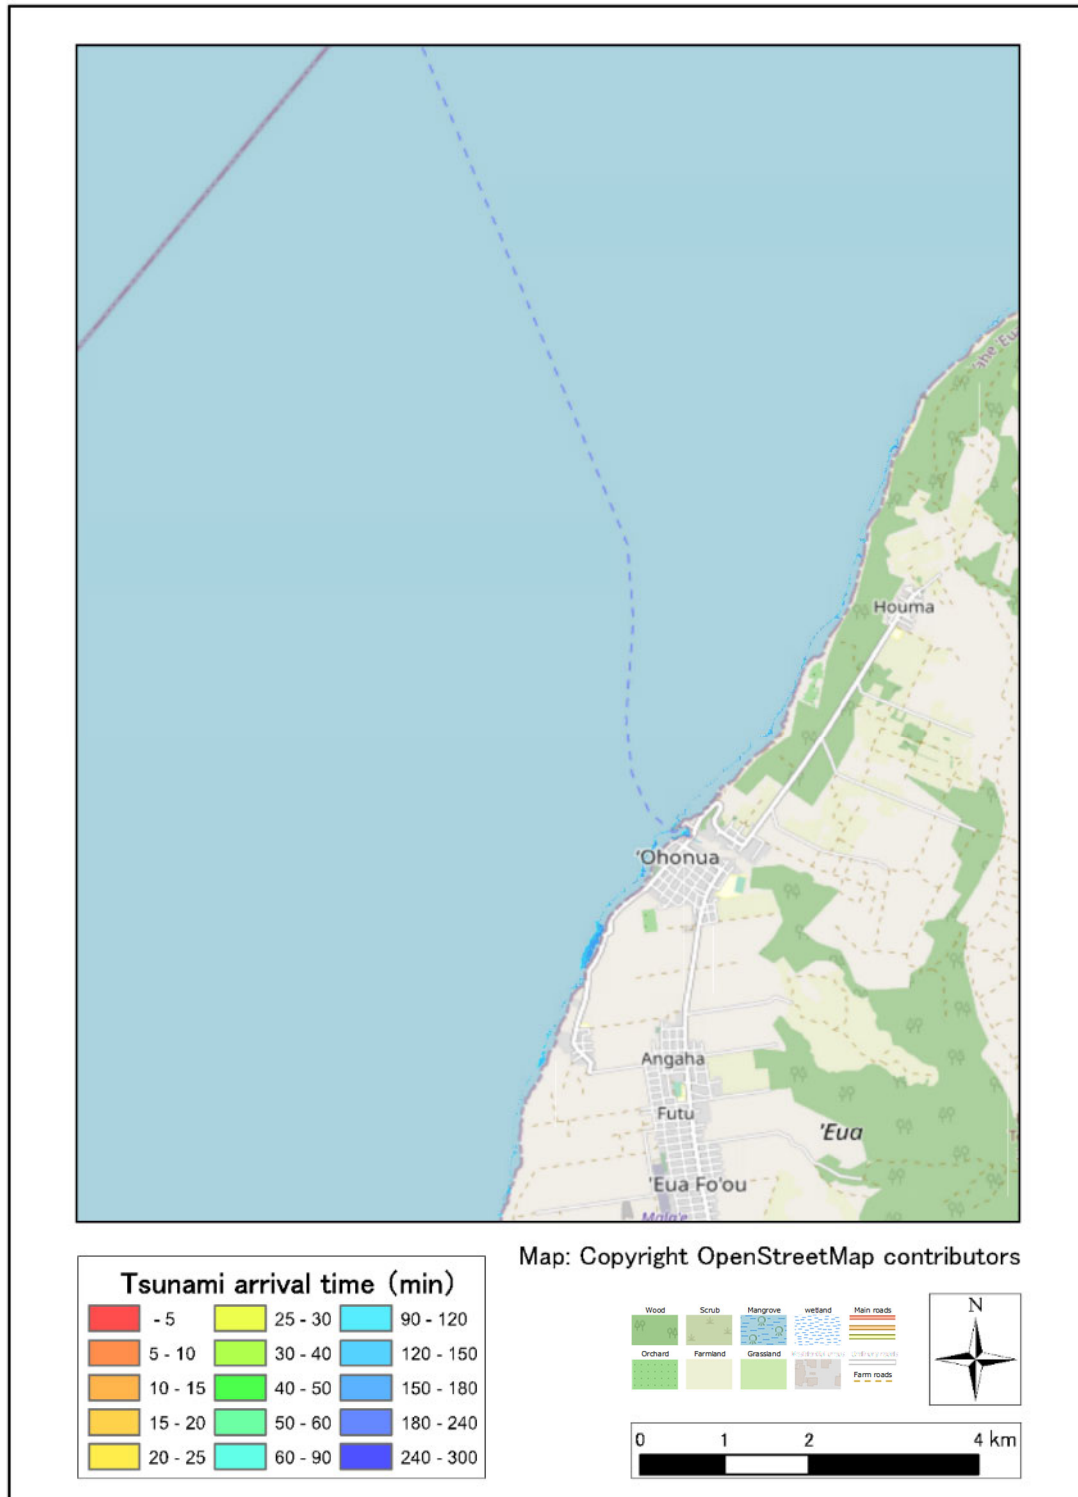 'ane 'Eu
Houma
'Ohonua
Angaha
Futu
'Eua
'Eua Fo'ou
Mala'e
Map: Copyright OpenStreetMap contributors
Tsunami arrival time (min)
- 5
25 - 30
90 - 120
5 - 10
30 - 40
120 - 150
10 - 15
40 - 50
150 - 180
15 - 20
50 - 60
180 - 240
20 - 25
60 - 90
240 - 300
Wood
Scrub
Mangrove
wetland
Main roads
Orchard
Farmland
Grassland
Farm roads
N
0 1 2 4 km